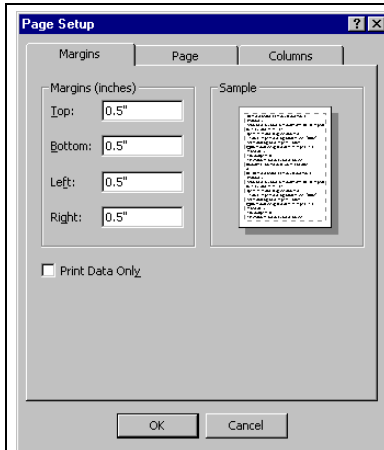 Page Setup
Margins Page Columns
Margins (inches) Sample
Top: 0.5"
Bottom: 0.5"
Left: 0.5"
Right: 0.5"
Print Data Only
OK Cancel